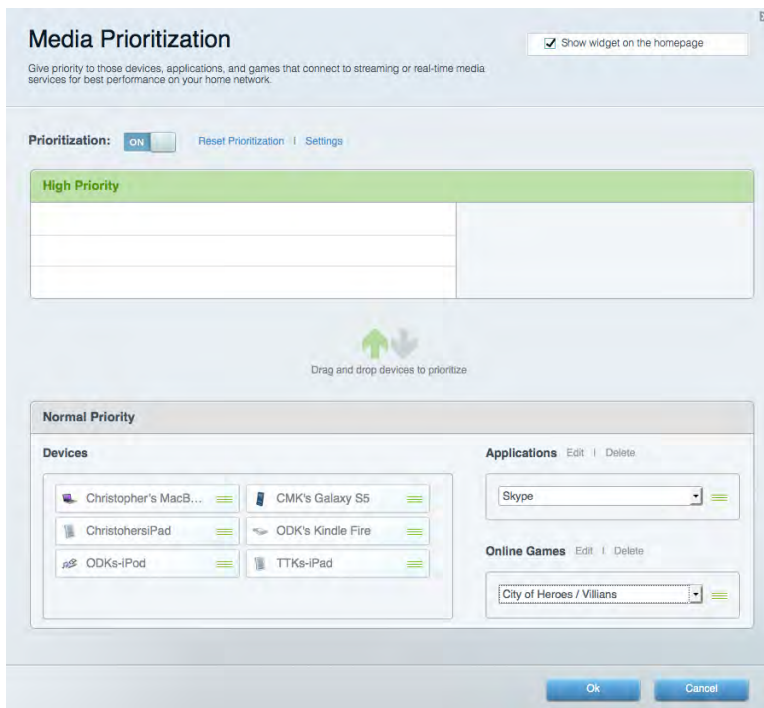 Media Prioritization
Show widget on the homepage
Give priority to those devices, applications, and games that connect to streaming or real-time media
services for best performance on your home network.
Prioritization: ON Reset Prioritization | Settings
High Priority
Drag and drop devices to prioritize
Normal Priority
Devices
Christopher's MacB...
CMK's Galaxy S5
ChristohersiPad
ODK's Kindle Fire
ODKs-iPod
TTKs-iPad
Applications Edit | Delete
Skype
Online Games Edit | Delete
City of Heroes / Villians
Ok
Cancel